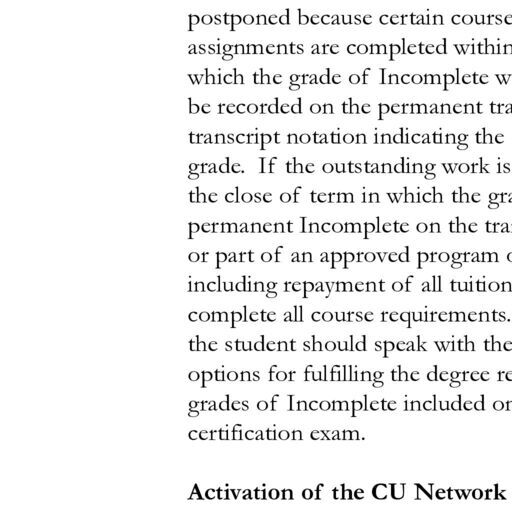 postponed because certain course
assignments are completed within
which the grade of Incomplete w
be recorded on the permanent tra
transcript notation indicating the
grade. If the outstanding work is
the close of term in which the gra
permanent Incomplete on the tra
or part of an approved program o
including repayment of all tuition
complete all course requirements.
the student should speak with the
options for fulfilling the degree re
grades of Incomplete included on
certification exam.
Activation of the CU Network